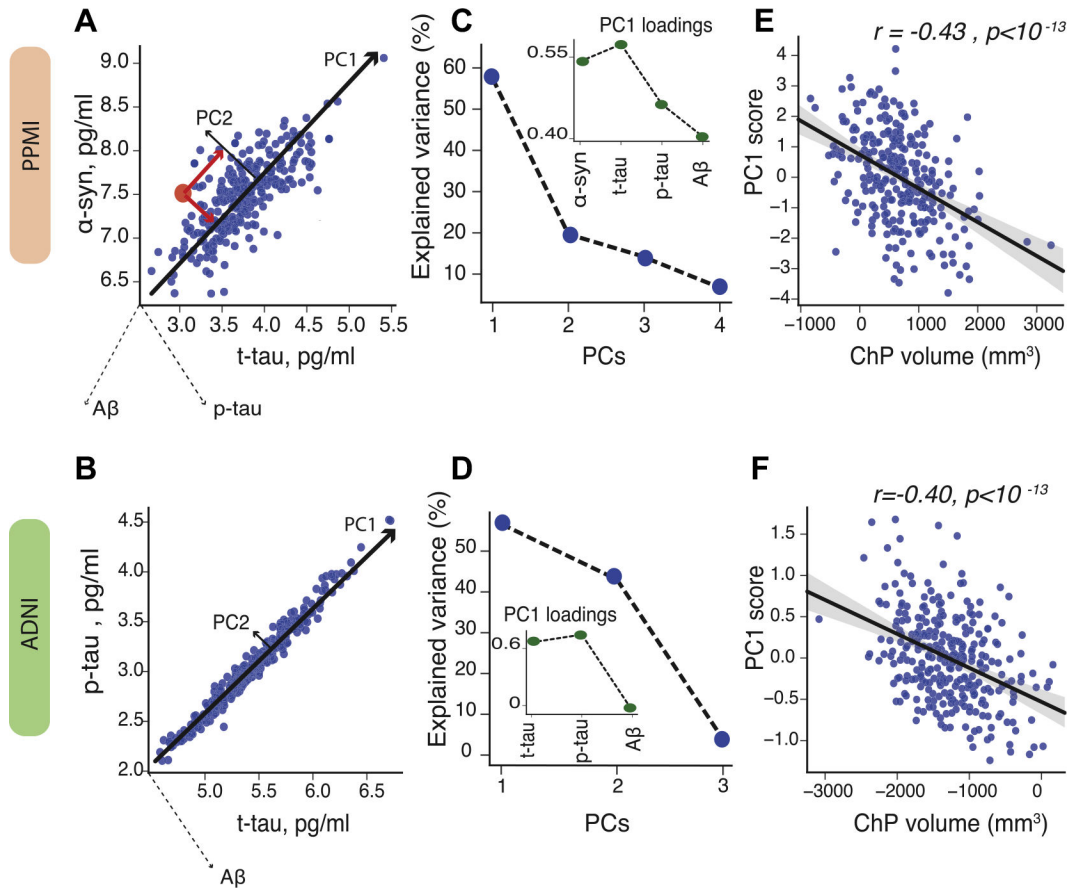 PPMI
A
α-syn, pg/ml
9.0
8.5
8.0
7.5
7.0
6.5
PC1
PC2
3.0 3.5 4.0 4.5 5.0 5.5
t-tau, pg/ml
Aβ
p-tau
C
Explained variance (%)
60
50
40
30
20
10
PC1 loadings
0.55
0.40
α-syn
t-tau
p-tau
Aβ
1 2 3 4
PCs
E
r = -0.43 , p<10 -13
PC1 score
4
3
2
1
0
−1
−2
−3
−4
−1000 0 1000 2000 3000
ChP volume (mm3)
ADNI
B
p-tau , pg/ml
4.5
4.0
3.5
3.0
2.5
2.0
PC1
PC2
5.0 5.5 6.0 6.5
t-tau, pg/ml
Aβ
D
Explained variance (%)
50
40
30
20
10
0
PC1 loadings
0.6
0
t-tau
p-tau
Aβ
1 2 3
PCs
F
r=-0.40, p<10 -13
PC1 score
1.5
1.0
0.5
0.0
−0.5
−1.0
−3000 −2000 −1000 0
ChP volume (mm3)